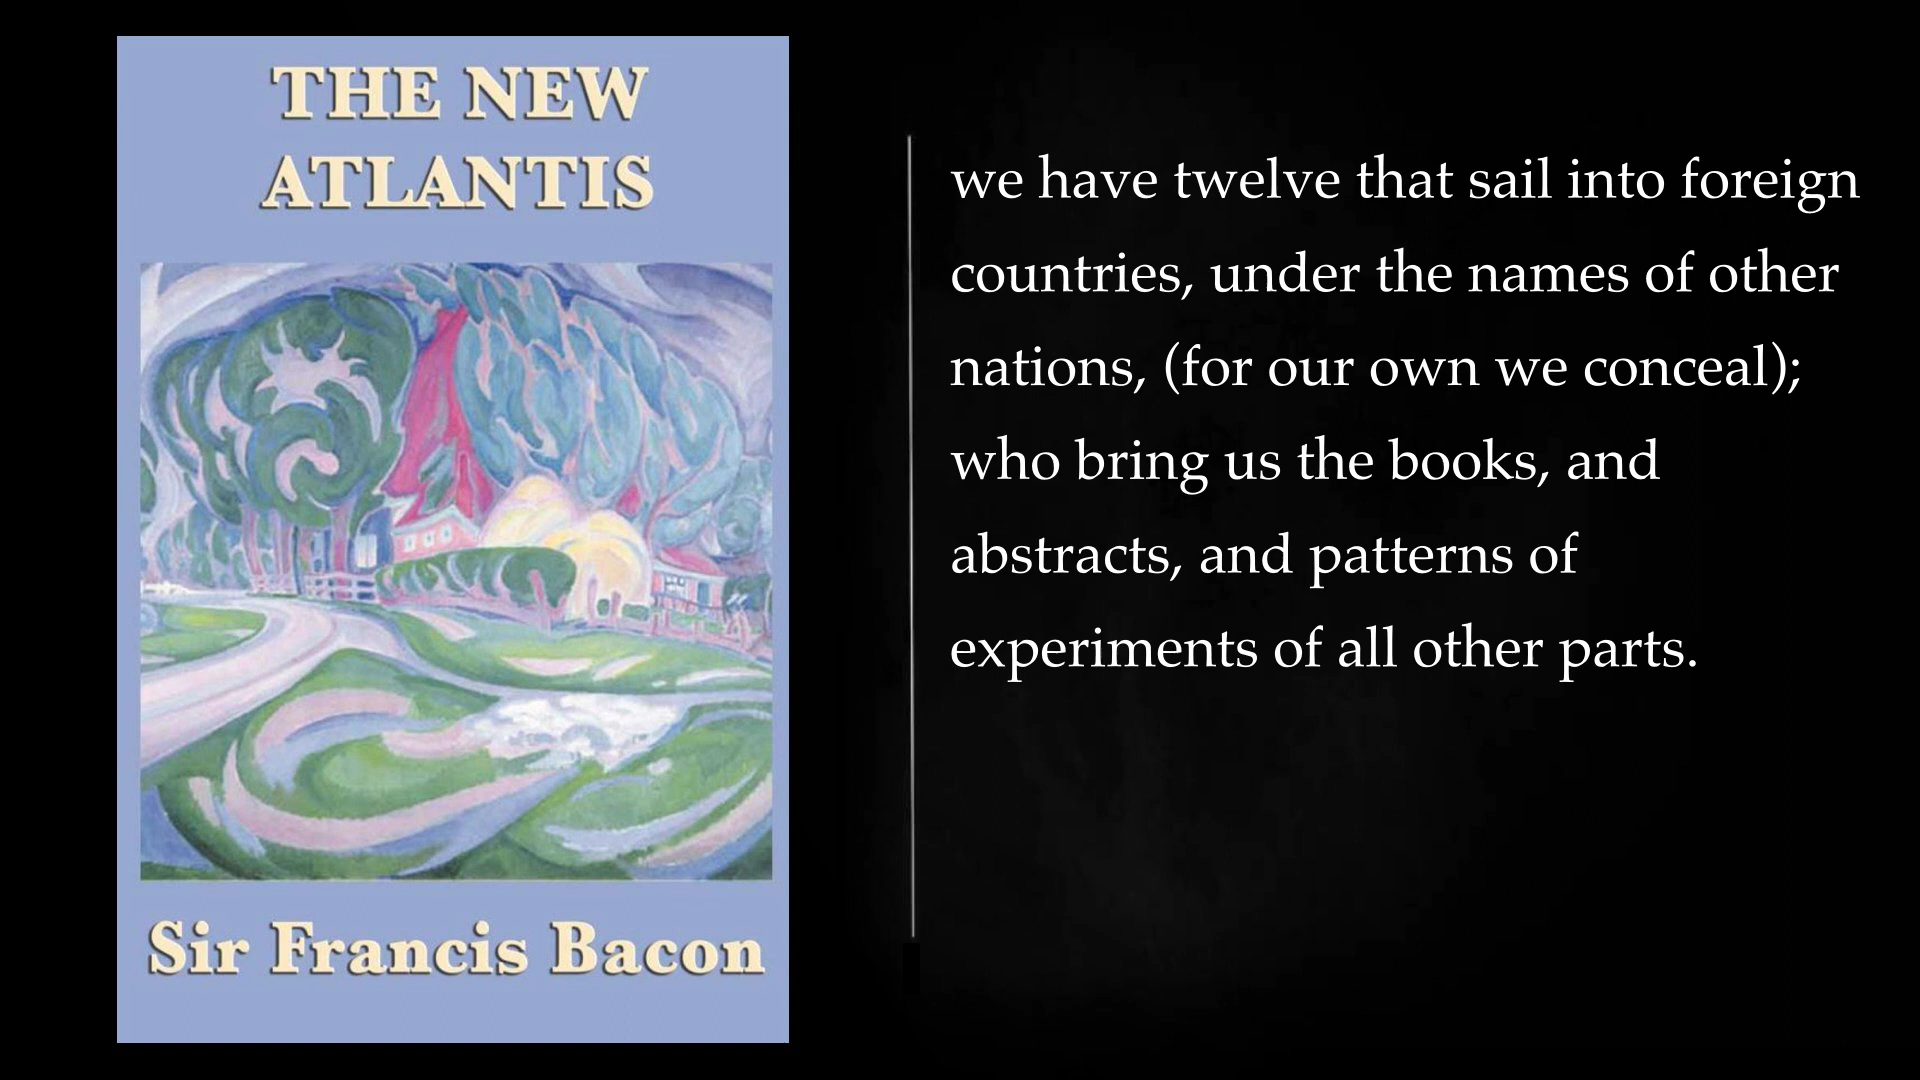 THE NEW
ATLANTIS
Sir Francis Bacon
we have twelve that sail into foreign
countries, under the names of other
nations, (for our own we conceal);
who bring us the books, and
abstracts, and patterns of
experiments of all other parts.